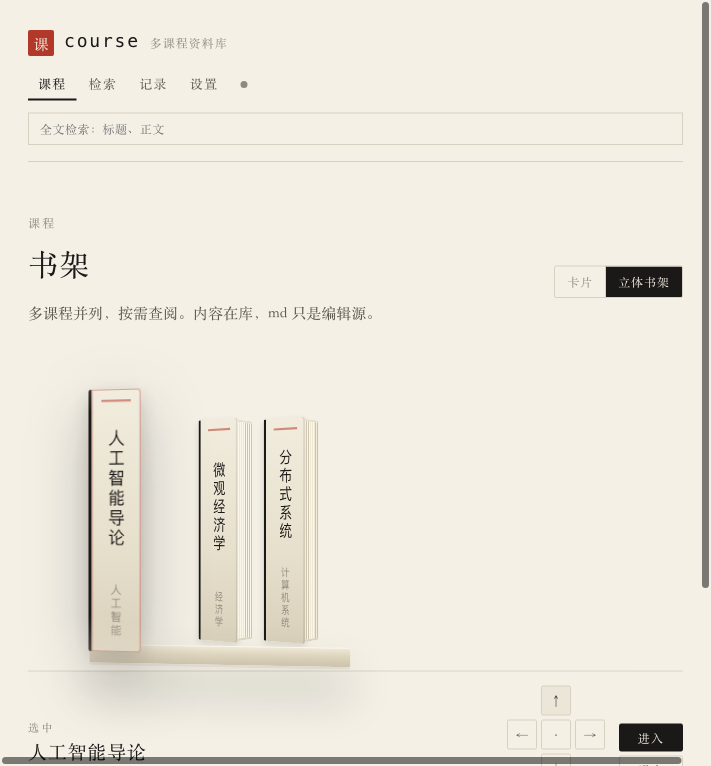 课 course 多课程资料库
课程 检索 记录 设置
全文检索：标题、正文
课程
书架
卡片 立体书架
多课程并列，按需查阅。内容在库，md 只是编辑源。
人工智能导论
人工智能
微观经济学
经济学
分布式系统
计算机系统
↑
选中
← · → 进入
人工智能导论